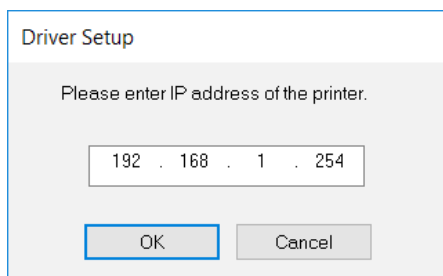 Driver Setup
Please enter IP address of the printer.
192 . 168 . 1 . 254
OK Cancel